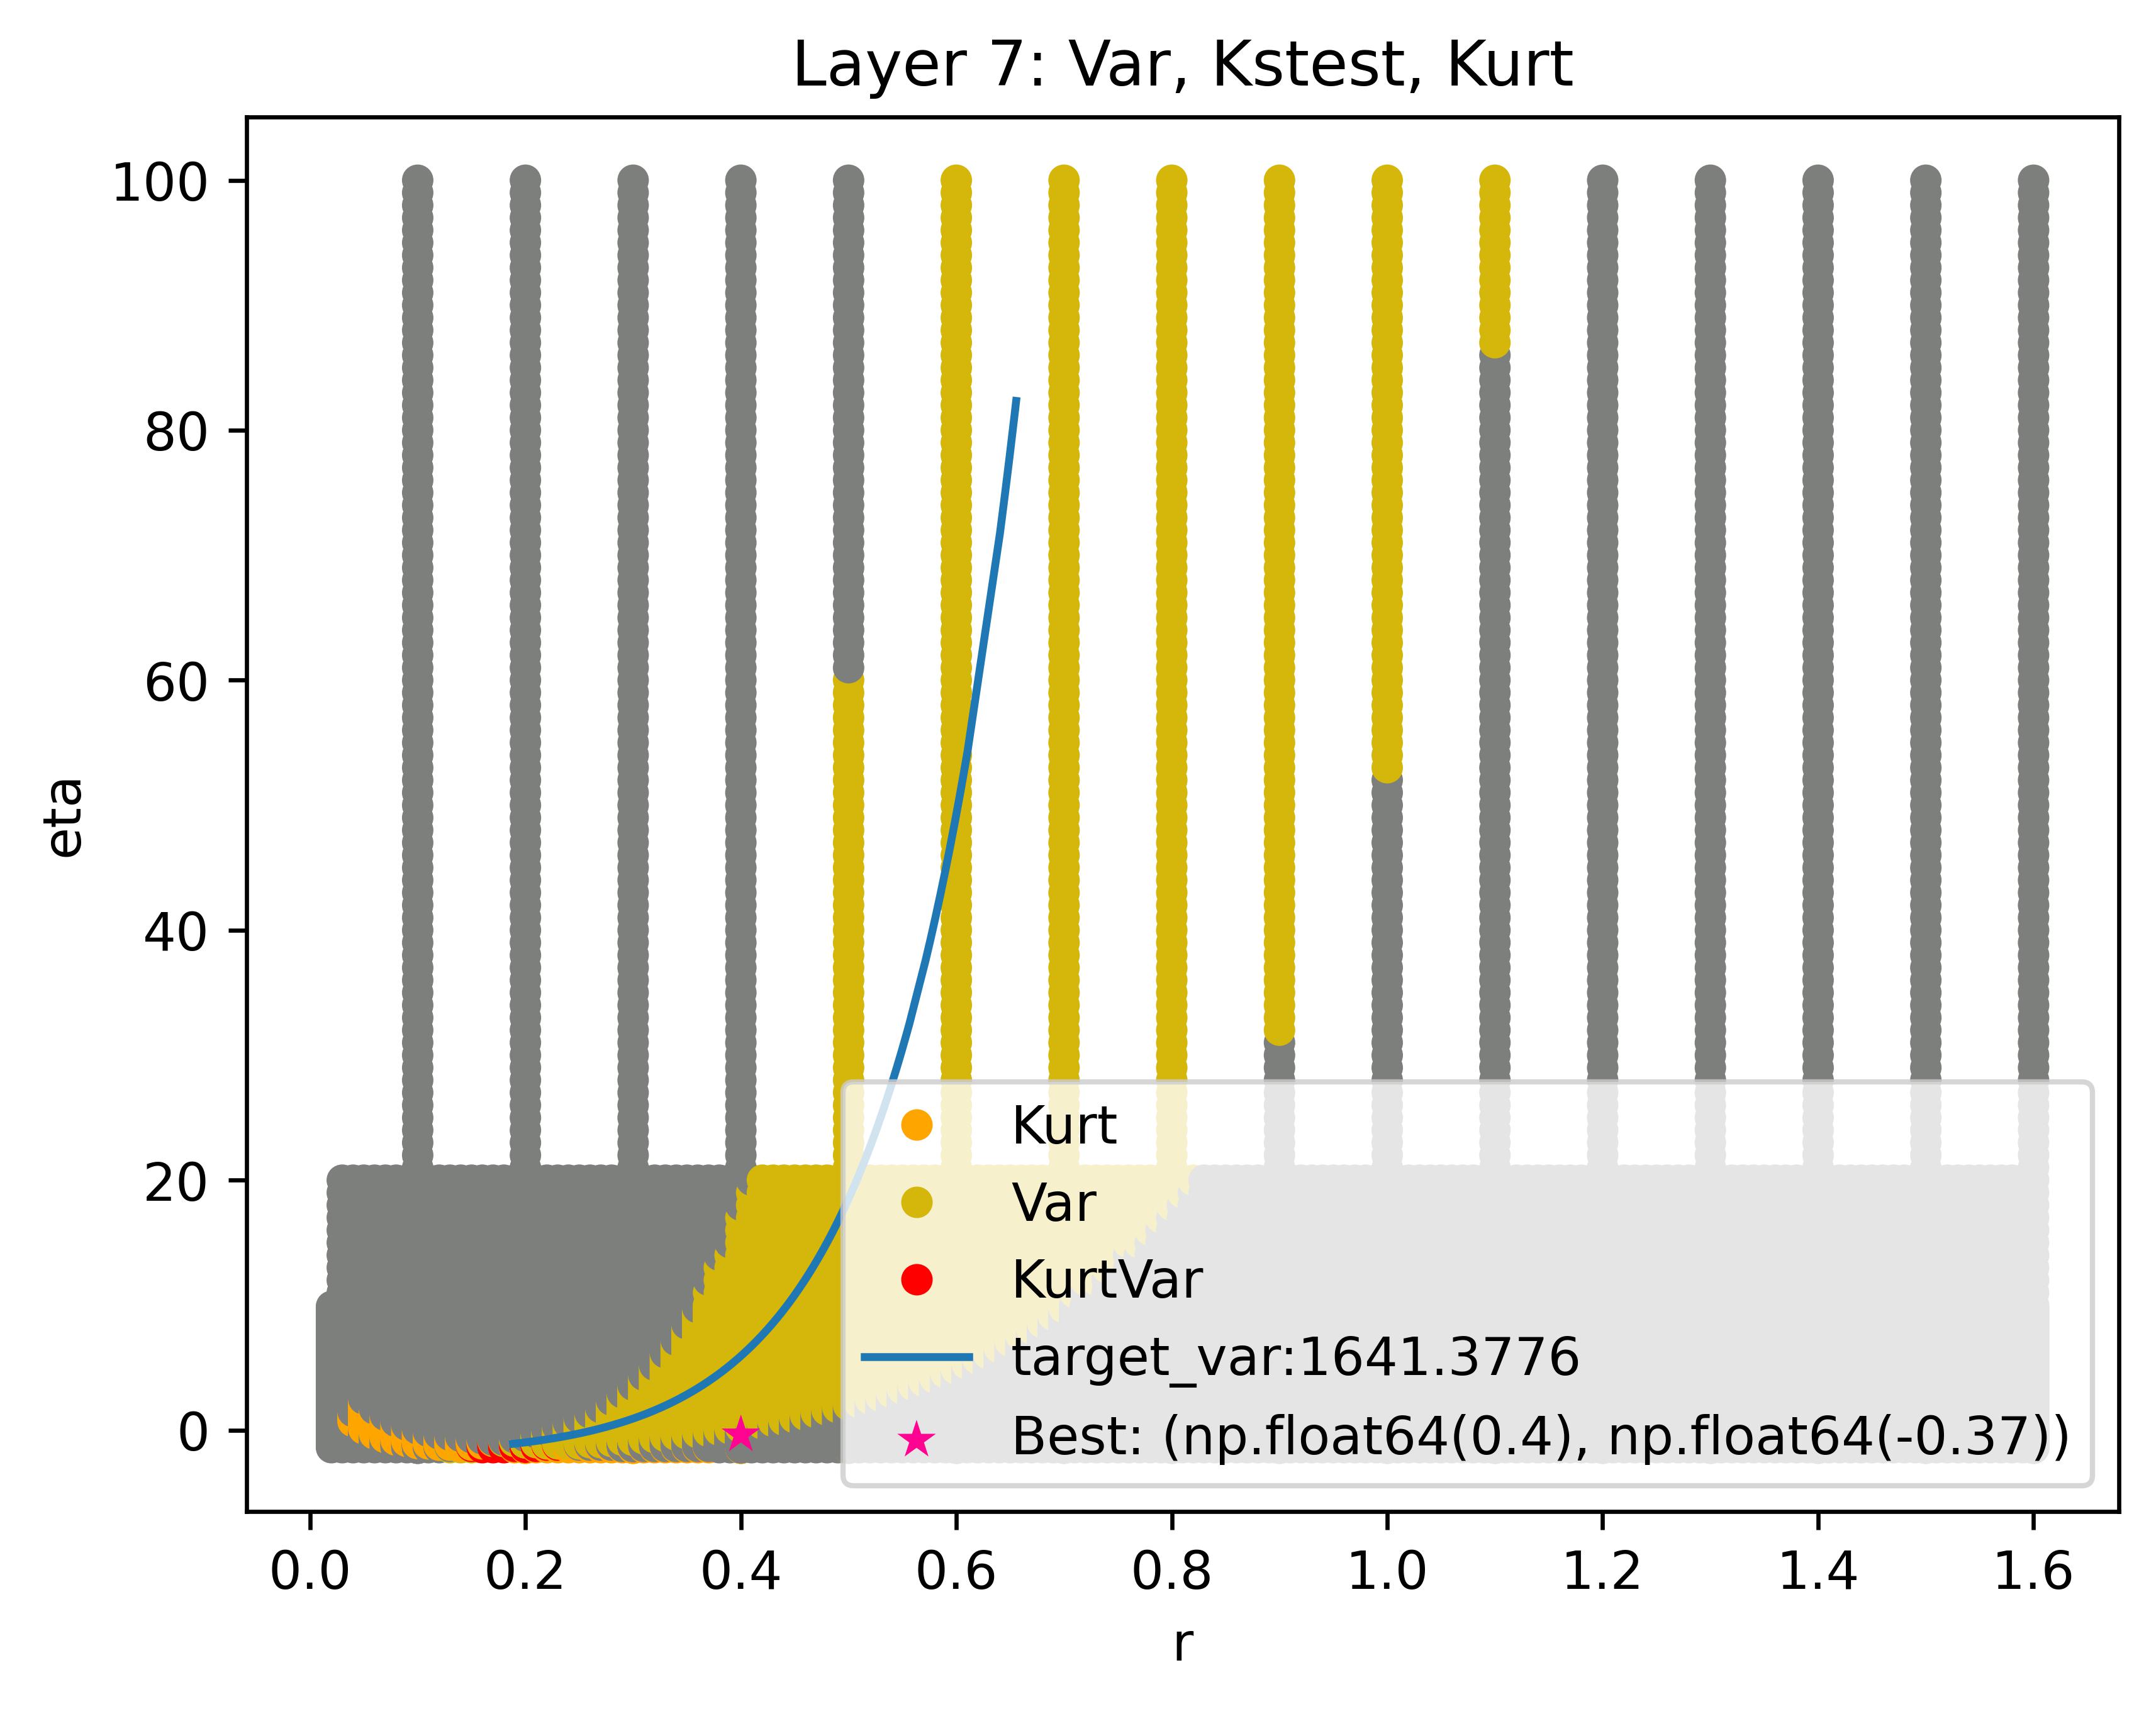 Layer 7: Var, Kstest, Kurt
100
80
60
40
20
0
eta
Kurt
Var
KurtVar
target_var:1641.3776
Best: (np.float64(0.4), np.float64(-0.37))
0.0 0.2 0.4 0.6 0.8 1.0 1.2 1.4 1.6
r